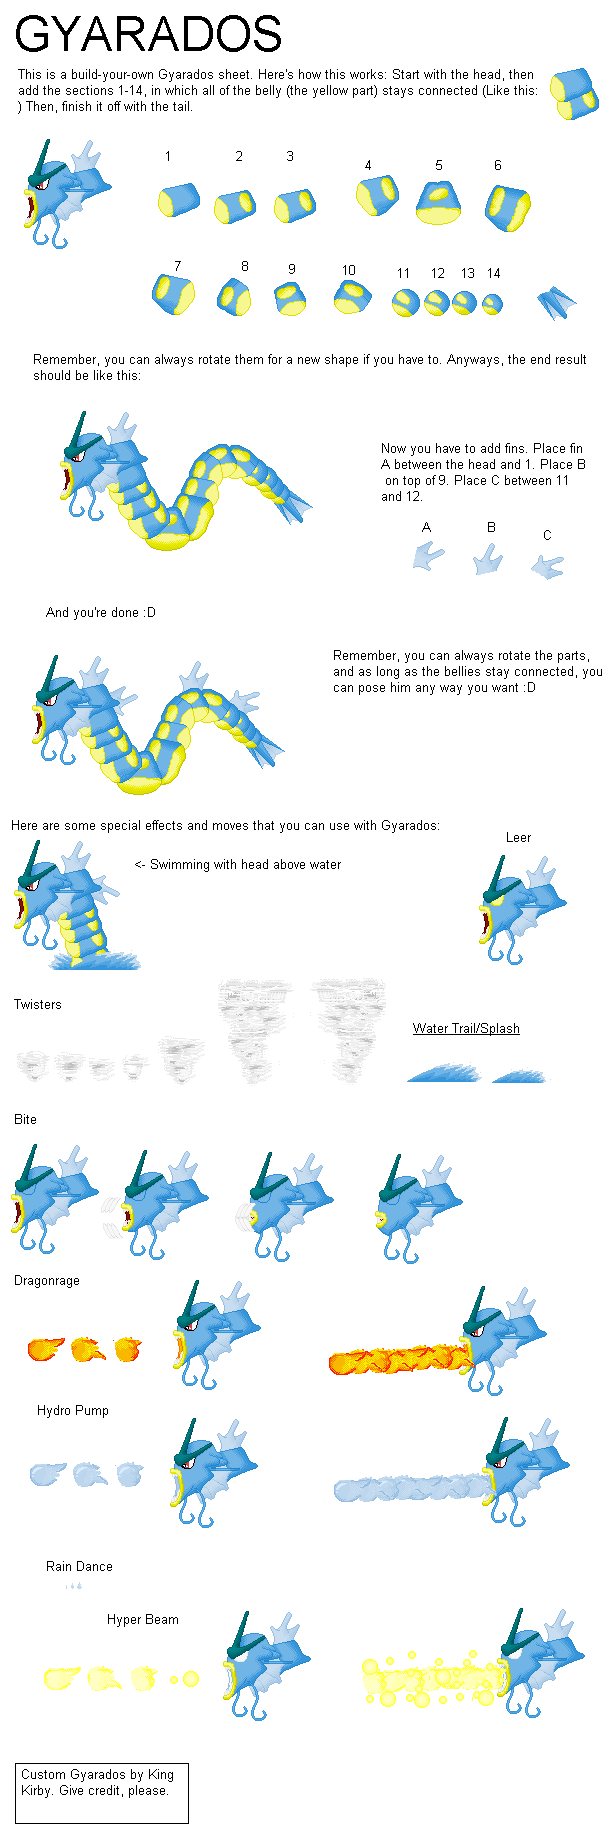 GYARADOS
This is a build-your-own Gyarados sheet. Here's how this works: Start with the head, then
add the sections 1-14, in which all of the belly (the yellow part) stays connected (Like this:
) Then, finish it off with the tail.
1
2
3
4
5
6
7
8
9
10
11
12
13
14
Remember, you can always rotate them for a new shape if you have to. Anyways, the end result
should be like this:
Now you have to add fins. Place fin
A between the head and 1. Place B
on top of 9. Place C between 11
and 12.
A
B
C
And you're done :D
Remember, you can always rotate the parts,
and as long as the bellies stay connected, you
can pose him any way you want :D
Here are some special effects and moves that you can use with Gyarados:
Leer
<- Swimming with head above water
Twisters
Water Trail/Splash
Bite
Dragonrage
Hydro Pump
Rain Dance
Hyper Beam
Custom Gyarados by King
Kirby. Give credit, please.